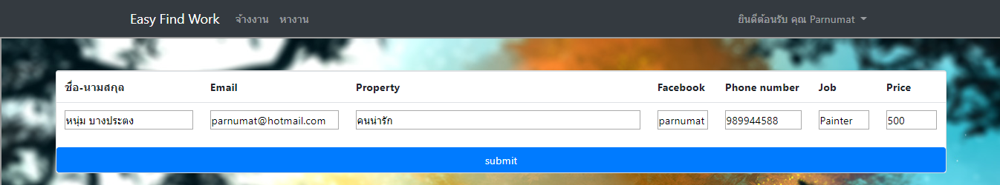 Easy Find Work จ้างงาน หางาน ยินดีต้อนรับ คุณ Parnumat
ชื่อ-นามสกุล Email Property Facebook Phone number Job Price
หนุ่ม บางประตง parnumat@hotmail.com คนน่ารัก parnumat 989944588 Painter 500
submit